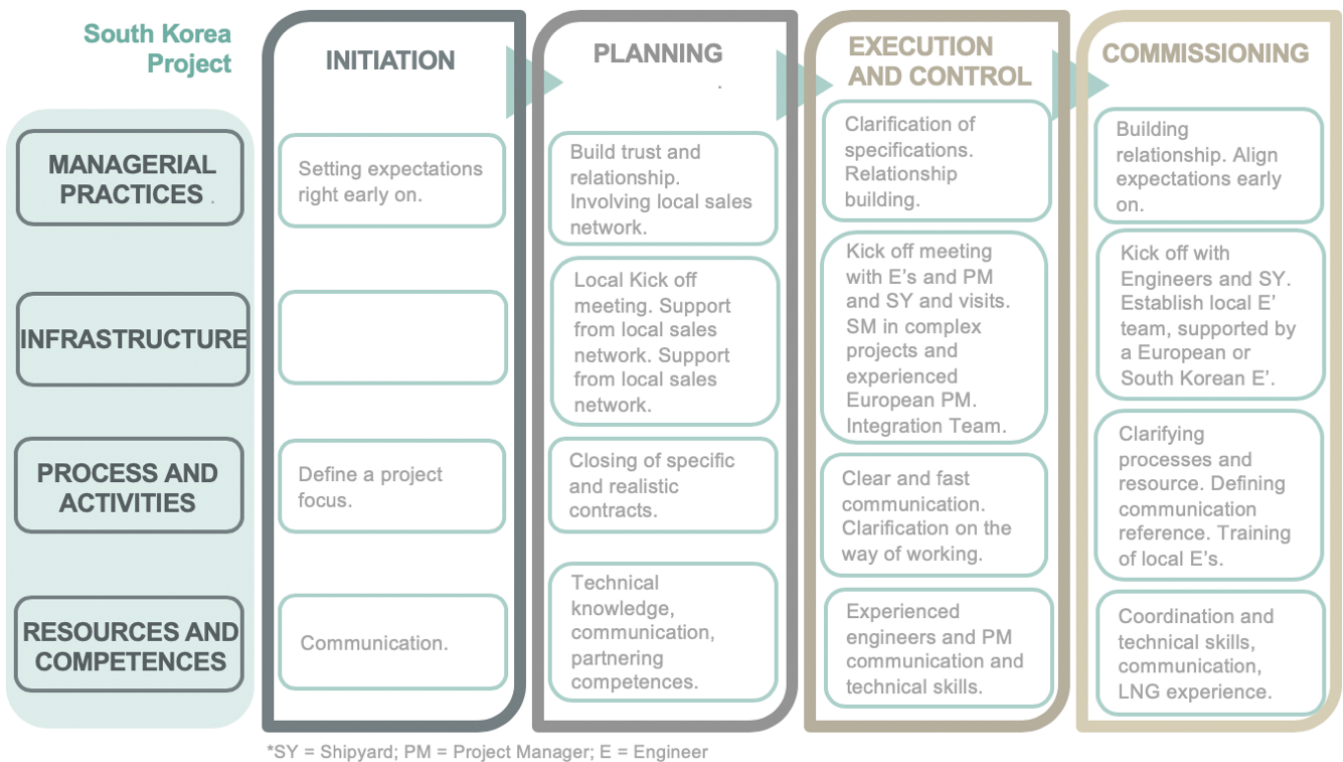 South Korea
Project
INITIATION
PLANNING
.
EXECUTION
AND CONTROL
COMMISSIONING
MANAGERIAL
PRACTICES .
Setting expectations
right early on.
Build trust and
relationship.
Involving local sales
network.
Clarification of
specifications.
Relationship
building.
Building
relationship. Align
expectations early
on.
INFRASTRUCTURE
Local Kick off
meeting. Support
from local sales
network. Support
from local sales
network.
Kick off meeting
with E's and PM
and SY and visits.
SM in complex
projects and
experienced
European PM.
Integration Team.
Kick off with
Engineers and SY.
Establish local E'
team, supported by
a European or
South Korean E'.
PROCESS AND
ACTIVITIES
Define a project
focus.
Closing of specific
and realistic
contracts.
Clear and fast
communication.
Clarification on the
way of working.
Clarifying
processes and
resource. Defining
communication
reference. Training
of local E's.
RESOURCES AND
COMPETENCES
Communication.
Technical
knowledge,
communication,
partnering
competences.
Experienced
engineers and PM
communication and
technical skills.
Coordination and
technical skills,
communication,
LNG experience.
*SY = Shipyard; PM = Project Manager; E = Engineer